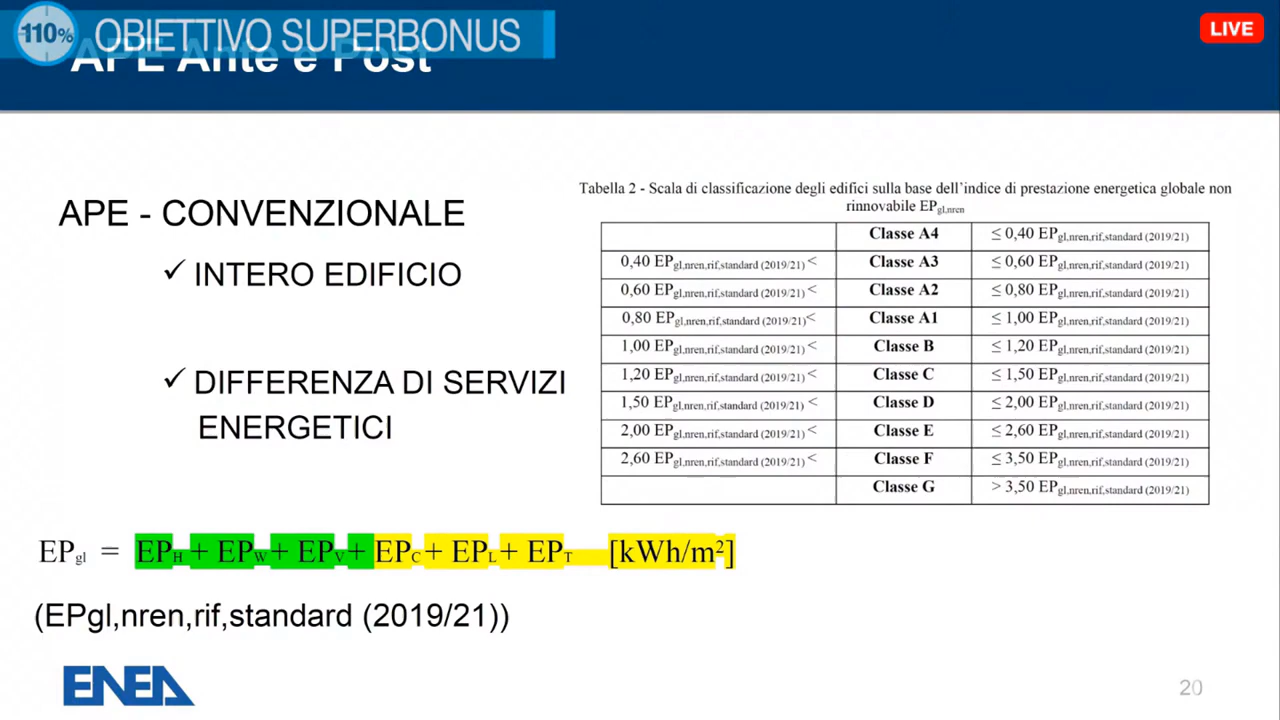 110% OBIETTIVO SUPERBONUS
LIVE
APE Ante e Post
APE - CONVENZIONALE
✓ INTERO EDIFICIO
✓ DIFFERENZA DI SERVIZI
ENERGETICI
Tabella 2 - Scala di classificazione degli edifici sulla base dell'indice di prestazione energetica globale non
rinnovabile EPgl,nren
Classe A4 ≤ 0,40 EPgl,nren,rif,standard (2019/21)
0,40 EPgl,nren,rif,standard (2019/21) < Classe A3 ≤ 0,60 EPgl,nren,rif,standard (2019/21)
0,60 EPgl,nren,rif,standard (2019/21) < Classe A2 ≤ 0,80 EPgl,nren,rif,standard (2019/21)
0,80 EPgl,nren,rif,standard (2019/21)< Classe A1 ≤ 1,00 EPgl,nren,rif,standard (2019/21)
1,00 EPgl,nren,rif,standard (2019/21) < Classe B ≤ 1,20 EPgl,nren,rif,standard (2019/21)
1,20 EPgl,nren,rif,standard (2019/21) < Classe C ≤ 1,50 EPgl,nren,rif,standard (2019/21)
1,50 EPgl,nren,rif,standard (2019/21) < Classe D ≤ 2,00 EPgl,nren,rif,standard (2019/21)
2,00 EPgl,nren,rif,standard (2019/21) < Classe E ≤ 2,60 EPgl,nren,rif,standard (2019/21)
2,60 EPgl,nren,rif,standard (2019/21) < Classe F ≤ 3,50 EPgl,nren,rif,standard (2019/21)
Classe G > 3,50 EPgl,nren,rif,standard (2019/21)
EPgl = EPH + EPW + EPV + EPC + EPL + EPT [kWh/m²]
(EPgl,nren,rif,standard (2019/21))
ENEA
20